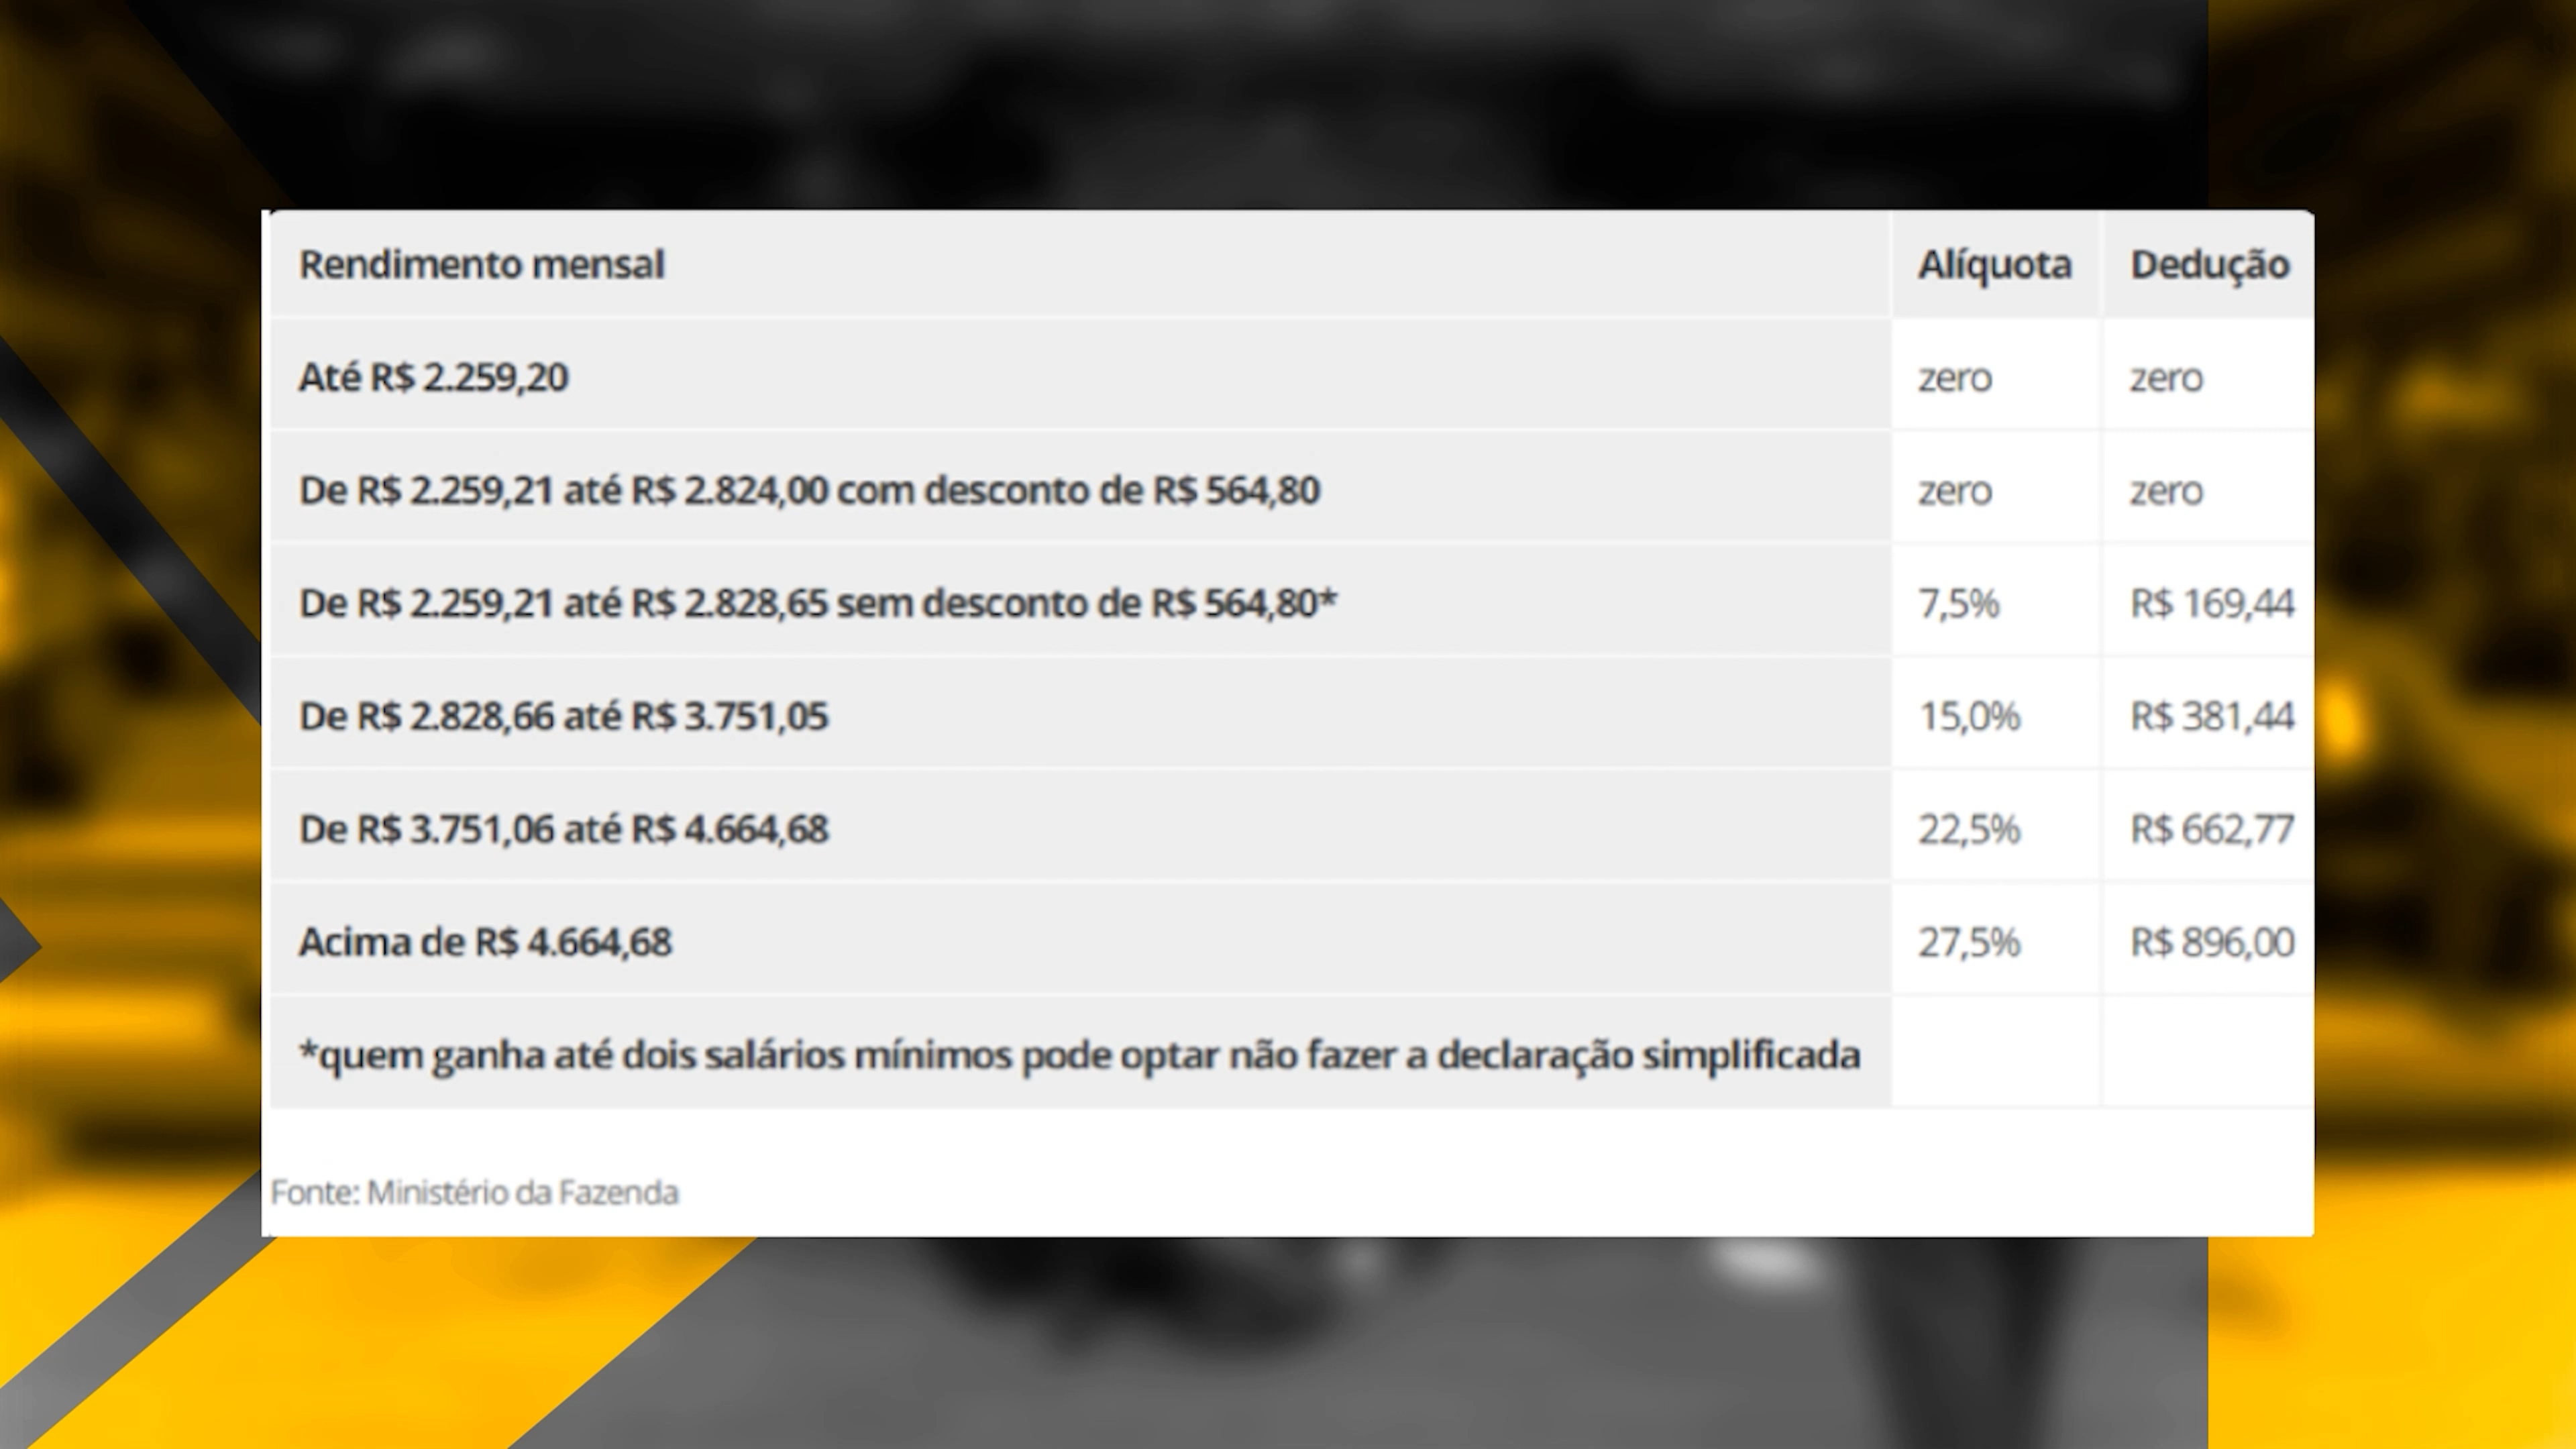 Rendimento mensal Alíquota Dedução
Até R$ 2.259,20 zero zero
De R$ 2.259,21 até R$ 2.824,00 com desconto de R$ 564,80 zero zero
De R$ 2.259,21 até R$ 2.828,65 sem desconto de R$ 564,80* 7,5% R$ 169,44
De R$ 2.828,66 até R$ 3.751,05 15,0% R$ 381,44
De R$ 3.751,06 até R$ 4.664,68 22,5% R$ 662,77
Acima de R$ 4.664,68 27,5% R$ 896,00
*quem ganha até dois salários mínimos pode optar não fazer a declaração simplificada
Fonte: Ministério da Fazenda